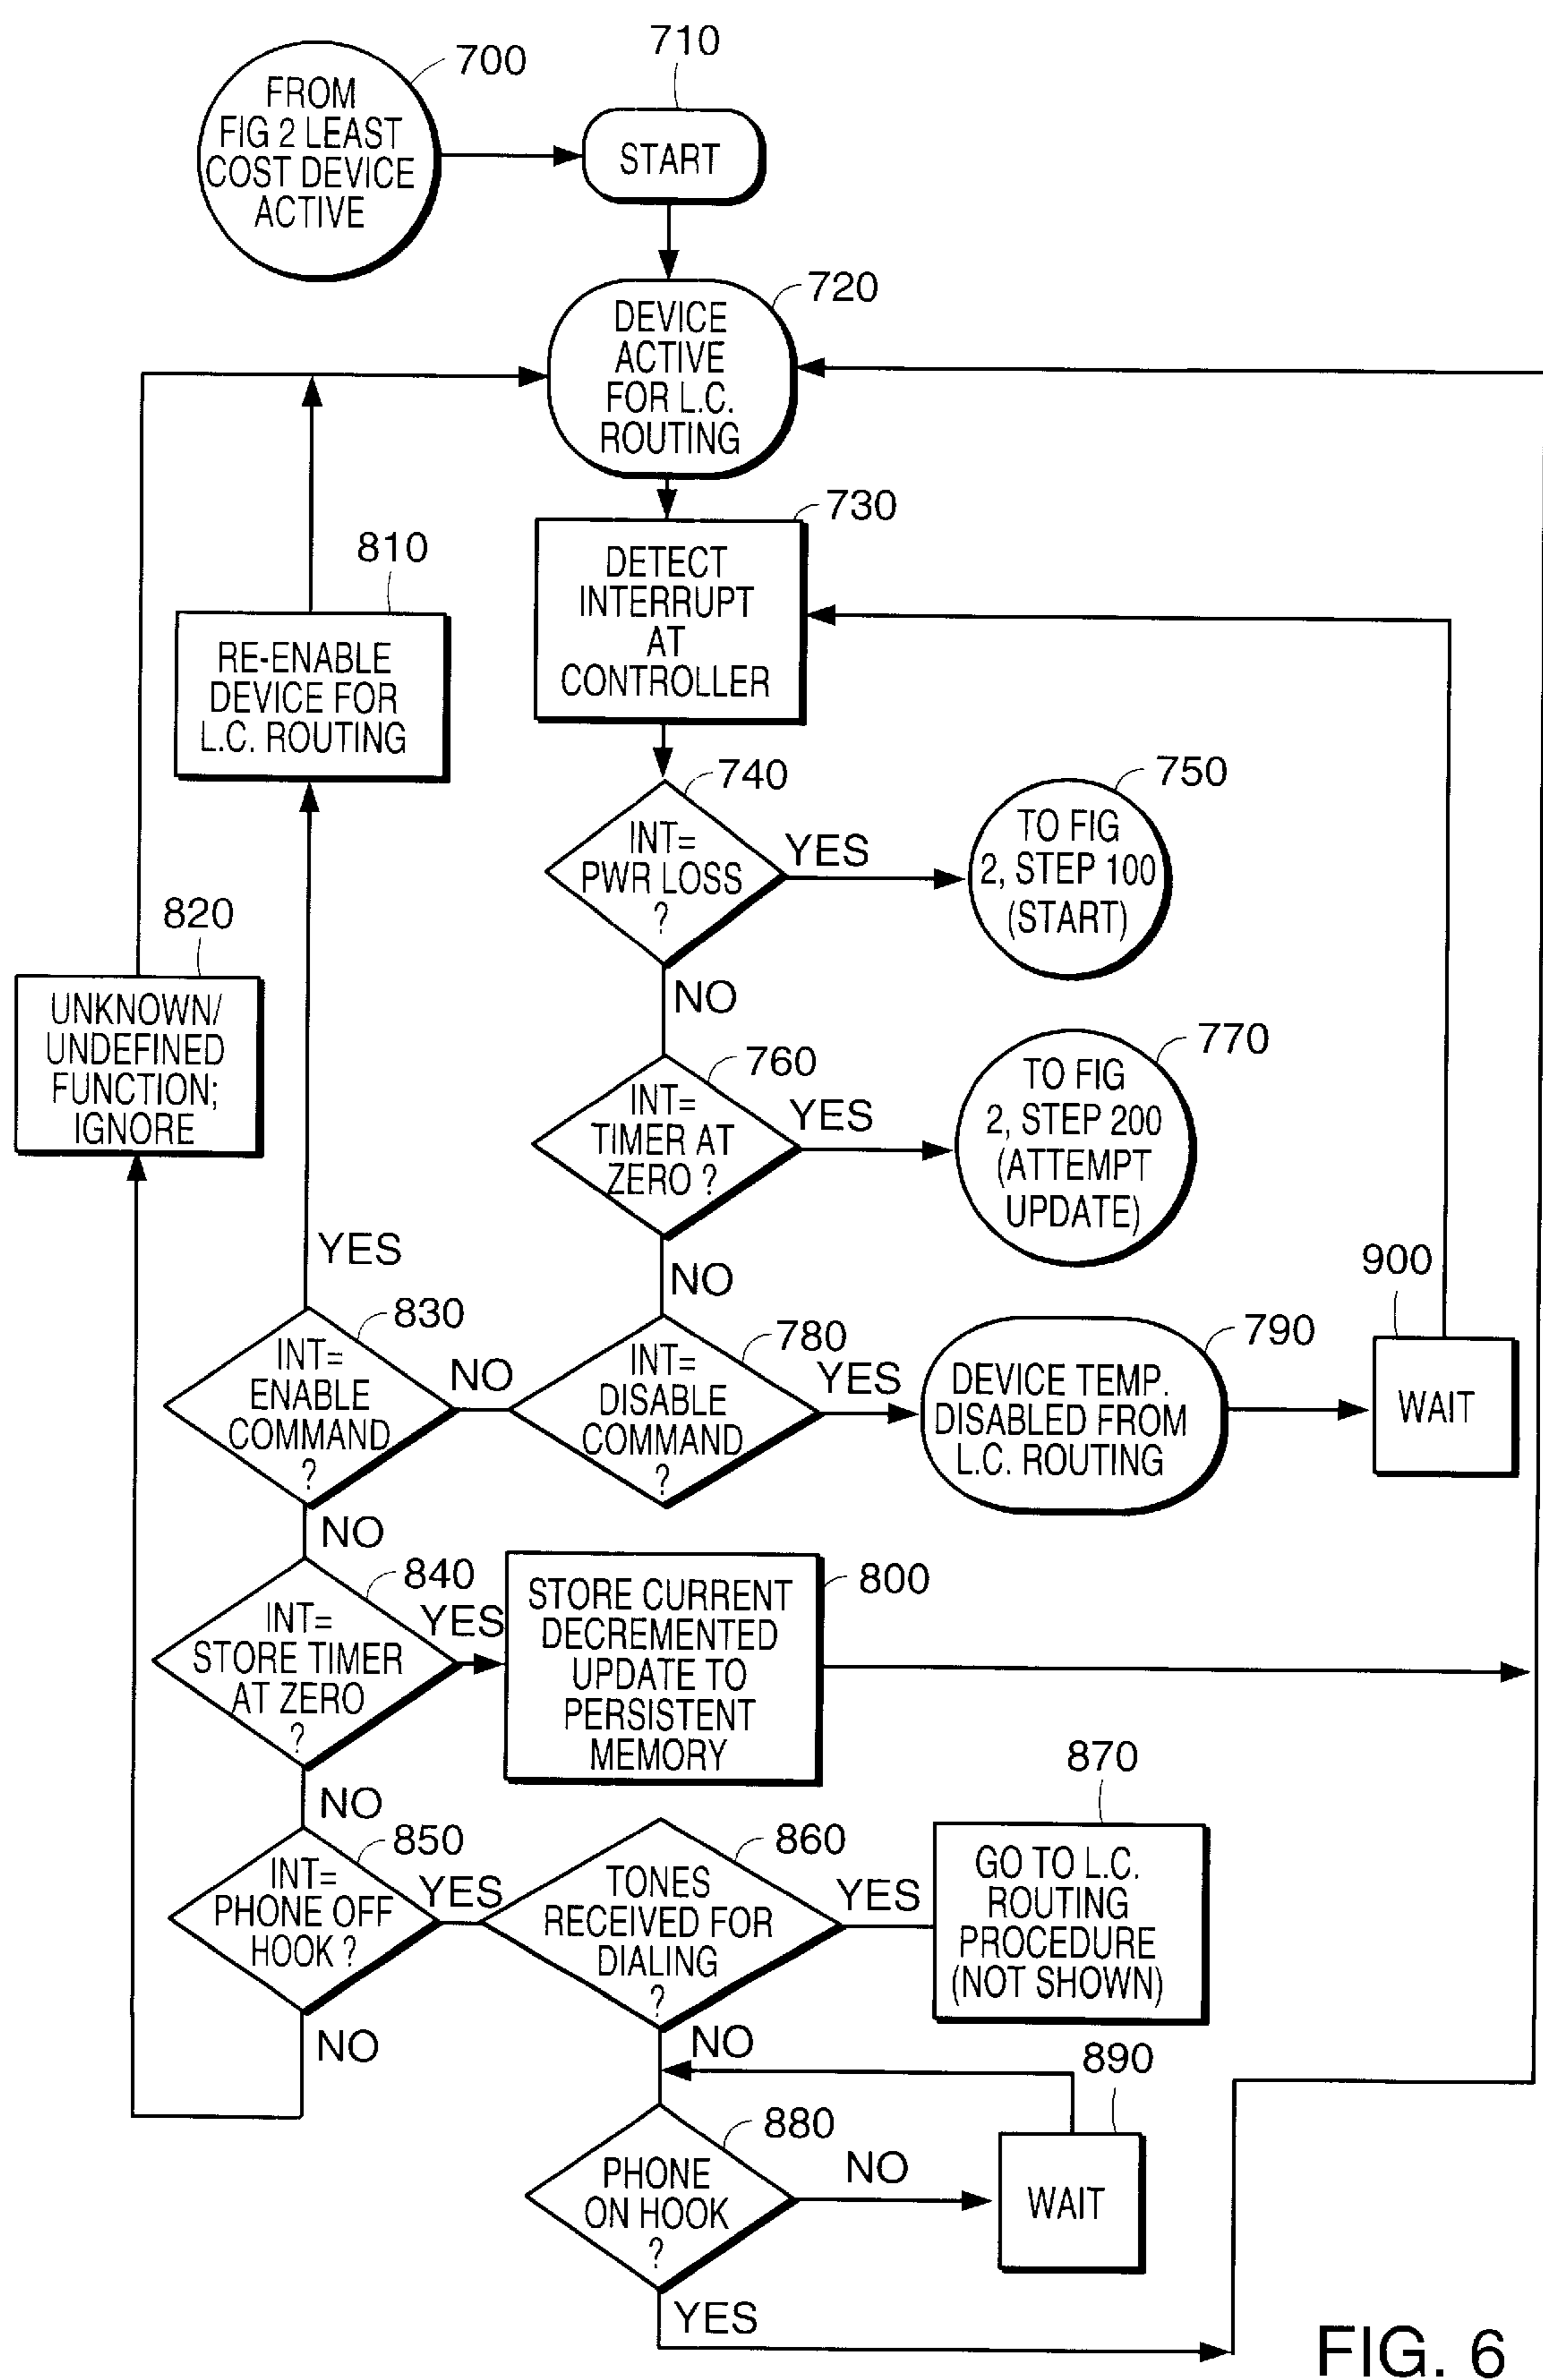 710
700
FROM
FIG 2 LEAST
COST DEVICE
ACTIVE
START
720
DEVICE
ACTIVE
FOR L.C.
ROUTING
730
DETECT
INTERRUPT
AT
CONTROLLER
810
RE-ENABLE
DEVICE FOR
L.C. ROUTING
740
INT=
PWR LOSS
?
YES
750
TO FIG
2, STEP 100
(START)
NO
820
UNKNOWN/
UNDEFINED
FUNCTION;
IGNORE
760
INT=
TIMER AT
ZERO ?
YES
770
TO FIG
2, STEP 200
(ATTEMPT
UPDATE)
NO
YES
830
INT=
ENABLE
COMMAND
?
NO
780
INT=
DISABLE
COMMAND
?
YES
790
DEVICE TEMP.
DISABLED FROM
L.C. ROUTING
900
WAIT
NO
840
INT=
STORE TIMER
AT ZERO
?
YES
800
STORE CURRENT
DECREMENTED
UPDATE TO
PERSISTENT
MEMORY
NO
850
INT=
PHONE OFF
HOOK ?
YES
860
TONES
RECEIVED FOR
DIALING
?
YES
870
GO TO L.C.
ROUTING
PROCEDURE
(NOT SHOWN)
NO
NO
890
880
PHONE
ON HOOK
?
NO
WAIT
YES
FIG. 6